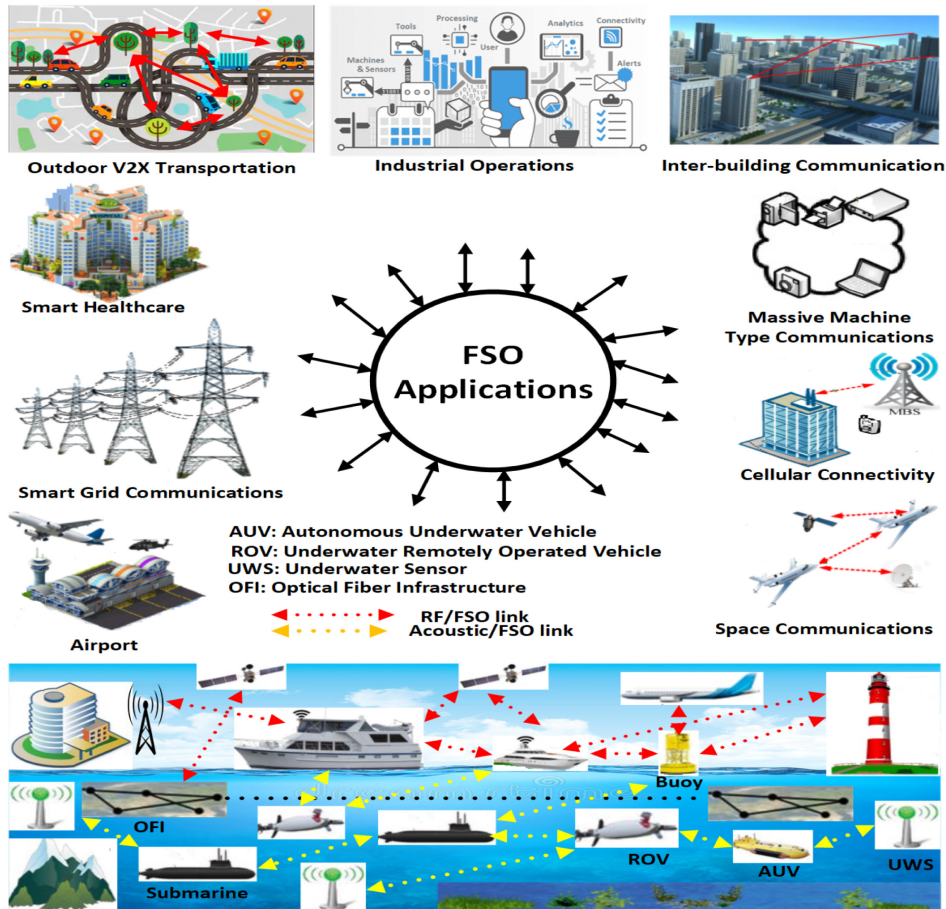 Tools
Processing
User
Analytics
Connectivity
Machines
& Sensors
Alerts
Outdoor V2X Transportation
Industrial Operations
Inter-building Communication
Smart Healthcare
Massive Machine
Type Communications
FSO
Applications
MBS
Cellular Connectivity
Smart Grid Communications
AUV: Autonomous Underwater Vehicle
ROV: Underwater Remotely Operated Vehicle
UWS: Underwater Sensor
OFI: Optical Fiber Infrastructure
RF/FSO link
Acoustic/FSO link
Airport
Space Communications
Buoy
OFI
ROV
AUV
UWS
Submarine